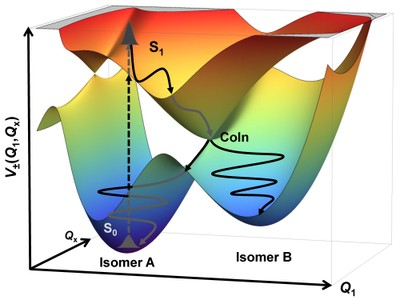 S1
CoIn
V±(Q1,Qx)
S0
Qx
Isomer A
Isomer B
Q1